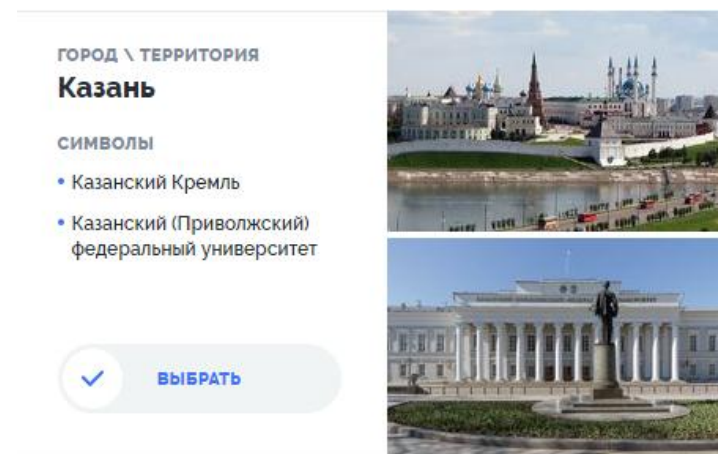 ГОРОД \ ТЕРРИТОРИЯ
Казань
СИМВОЛЫ
• Казанский Кремль
• Казанский (Приволжский)
федеральный университет
ВЫБРАТЬ